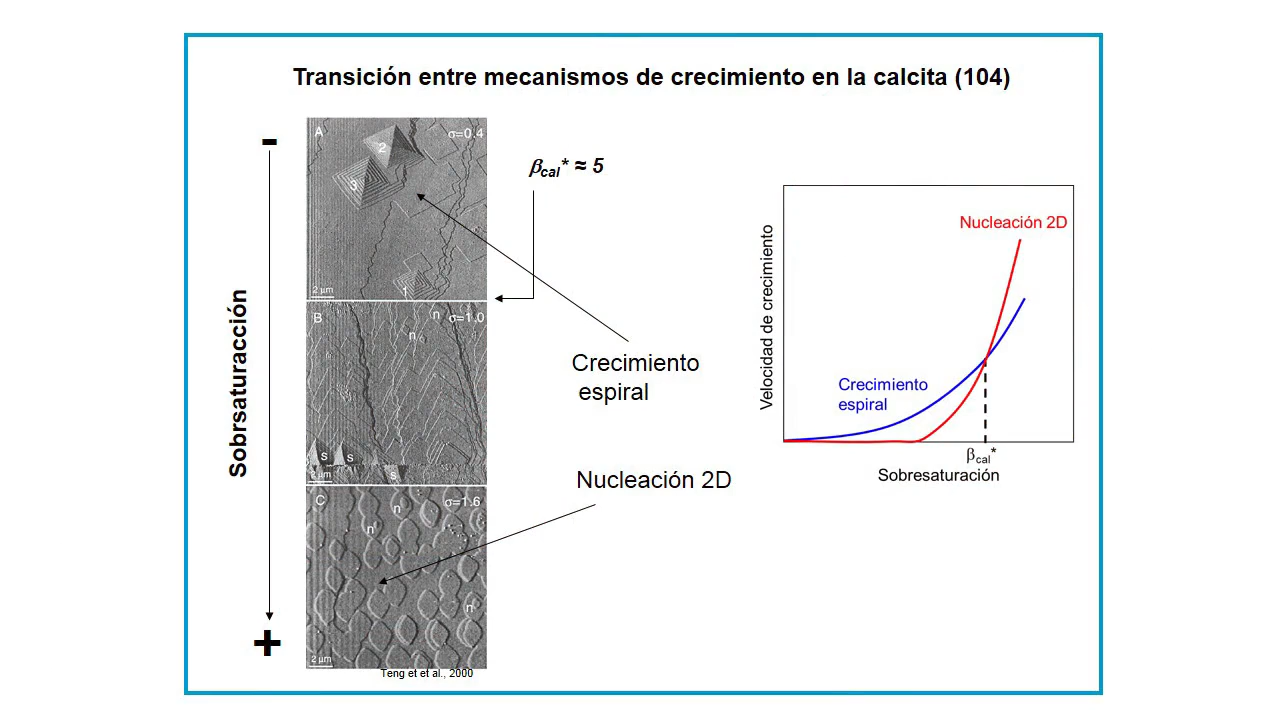 Transición entre mecanismos de crecimiento en la calcita (104)
-
A
σ=0.4
2
3
1
2 μm
βcal* ≈ 5
Sobrsaturacción
B
n
σ=1.0
n
s
s
s
2 μm
Crecimiento
espiral
Nucleación 2D
C
n
σ=1.6
n
n
2 μm
+
Teng et et al., 2000
Nucleación 2D
Velocidad de crecimiento
Crecimiento
espiral
βcal*
Sobresaturación